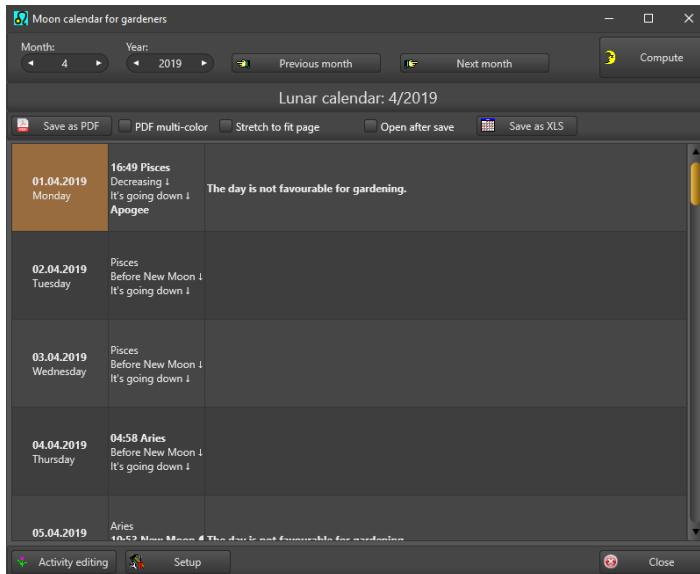 Moon calendar for gardeners
Month:
Year:
4
2019
Previous month
Next month
Compute
Lunar calendar: 4/2019
Save as PDF
PDF multi-color
Stretch to fit page
Open after save
Save as XLS
01.04.2019
Monday
16:49 Pisces
Decreasing ↓
It's going down ↓
Apogee
The day is not favourable for gardening.
02.04.2019
Tuesday
Pisces
Before New Moon ↓
It's going down ↓
03.04.2019
Wednesday
Pisces
Before New Moon ↓
It's going down ↓
04.04.2019
Thursday
04:58 Aries
Before New Moon ↓
It's going down ↓
05.04.2019
Aries
10:52 New Moon
The day is not favourable for gardening.
Activity editing
Setup
Close